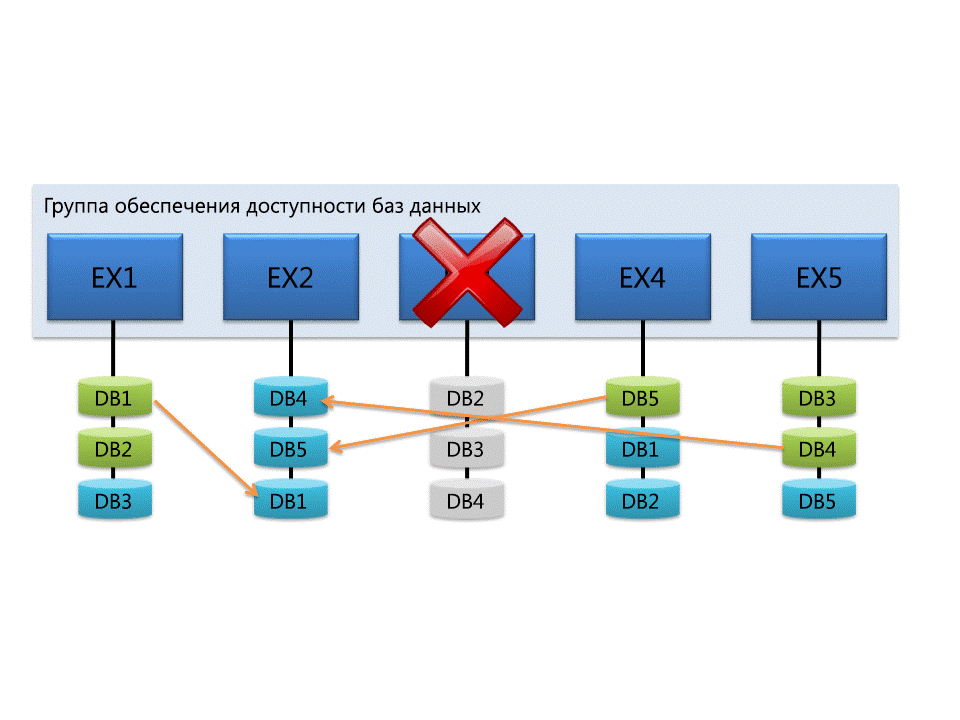 Группа обеспечения доступности баз данных
EX1
EX2
EX4
EX5
DB1
DB4
DB2
DB5
DB3
DB2
DB5
DB3
DB1
DB4
DB3
DB1
DB4
DB2
DB5